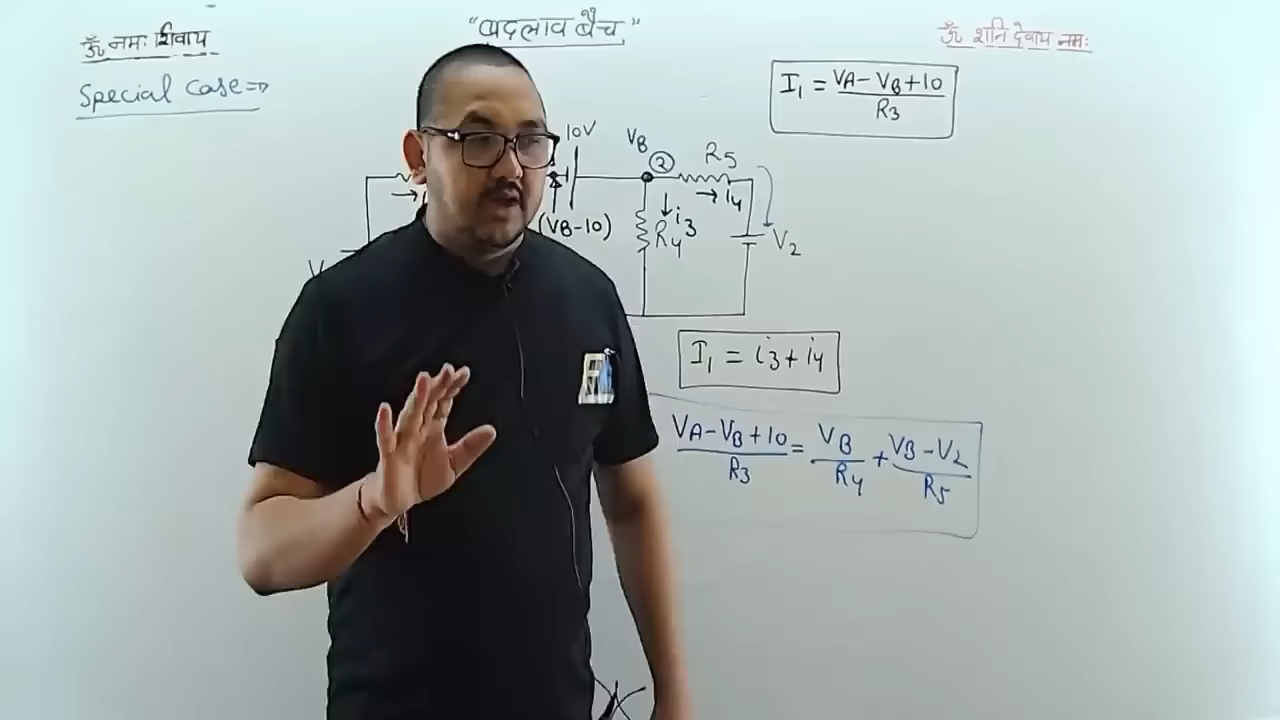 ॐ नमः शिवाय
"बदलाव बैच"
ॐ शनि देवाय नमः
Special Case ⇒
I₁ = (VA - VB + 10) / R₃
10V
VB
②
R₅
→ i₄
(VB-10)
↓ i₃
R₄
V₂
V
I₁ = i₃ + i₄
(VA - VB + 10) / R₃ = VB / R₄ + (VB - V₂) / R₅